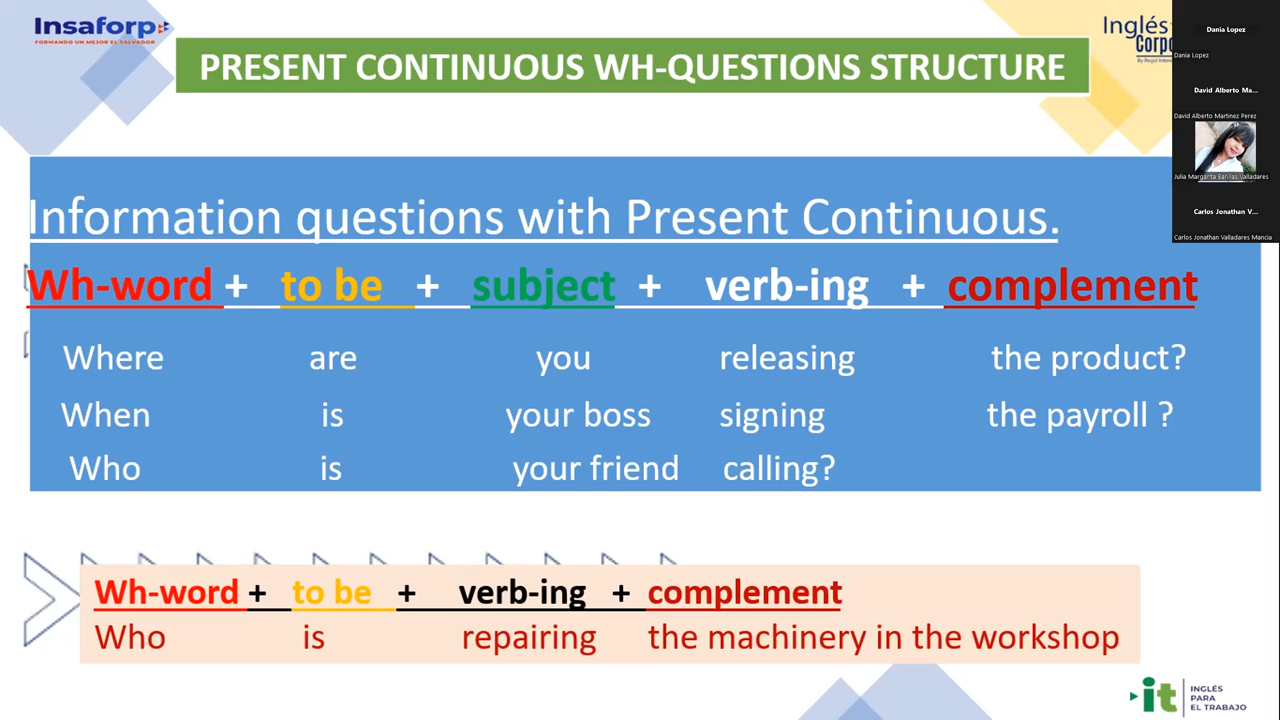 Insaforp
FORMANDO UN MEJOR EL SALVADOR
PRESENT CONTINUOUS WH-QUESTIONS STRUCTURE
Inglés
Corpo
By Regal
Dania Lopez
Dania Lopez
David Alberto Ma...
David Alberto Martinez Perez
Julia Margarita Barillas Valladares
Carlos Jonathan V...
Carlos Jonathan Valladares Mancia
Information questions with Present Continuous.
Wh-word + to be + subject + verb-ing + complement
Where are you releasing the product?
When is your boss signing the payroll ?
Who is your friend calling?
Wh-word + to be + verb-ing + complement
Who is repairing the machinery in the workshop
it
INGLÉS
PARA
EL TRABAJO